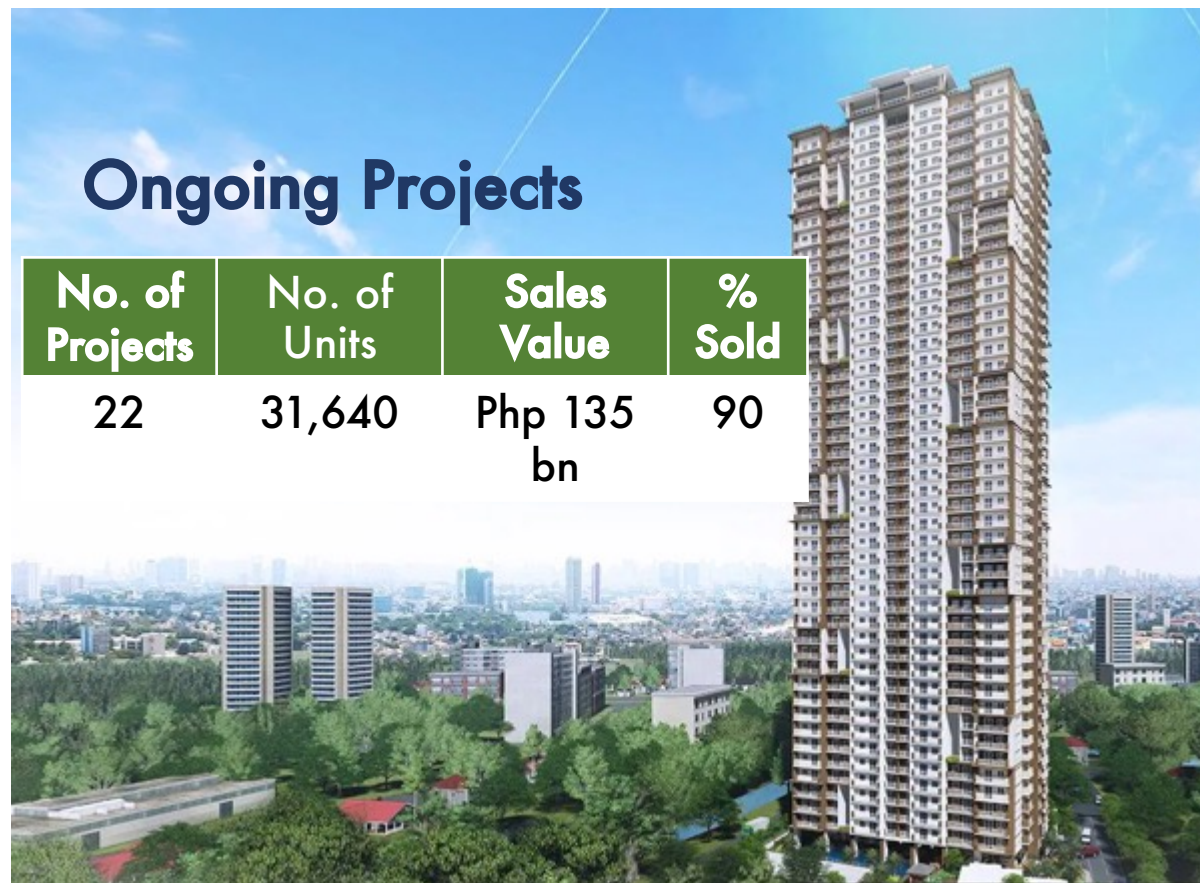 Ongoing Projects
No. of Projects
No. of Units
Sales Value
% Sold
22
31,640
Php 135 bn
90